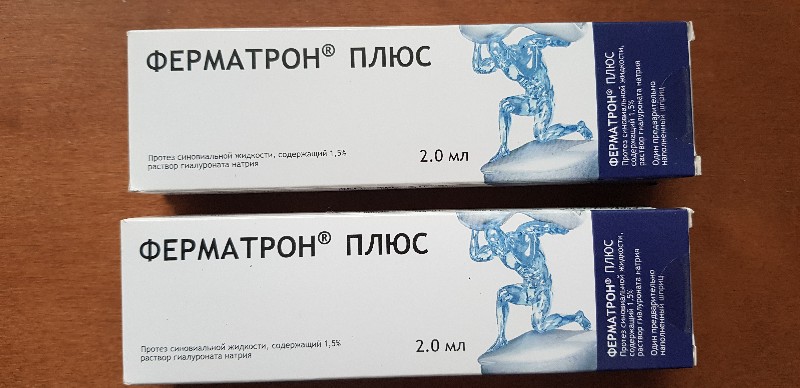 ФЕРМАТРОН® ПЛЮС
Протез синовиальной жидкости, содержащий 1,5%
раствор гиалуроната натрия
2.0 мл
ФЕРМАТРОН® ПЛЮС
Протез синовиальной жидкости,
содержащий 1,5%
раствор гиалуроната натрия
Один предварительно
наполненный шприц
ФЕРМАТРОН® ПЛЮС
Протез синовиальной жидкости, содержащий 1,5%
раствор гиалуроната натрия
2.0 мл
ФЕРМАТРОН® ПЛЮС
Протез синовиальной жидкости,
содержащий 1,5%
раствор гиалуроната натрия
Один предварительно
наполненный шприц